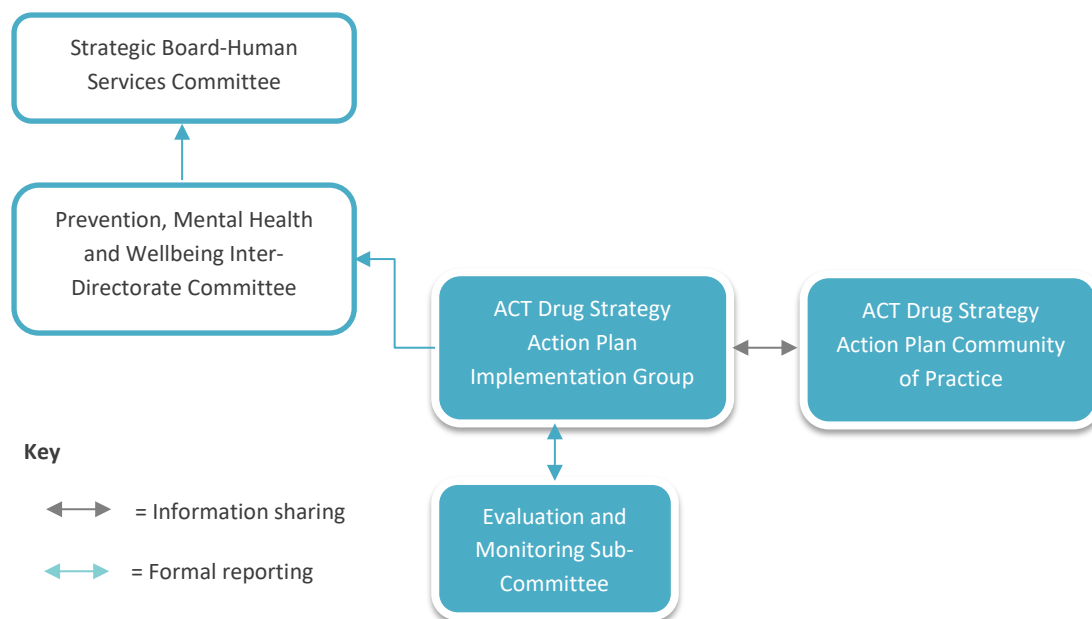 Strategic Board-Human
Services Committee
Prevention, Mental Health
and Wellbeing Inter-
Directorate Committee
ACT Drug Strategy
Action Plan
Implementation Group
ACT Drug Strategy
Action Plan Community
of Practice
Evaluation and
Monitoring Sub-
Committee
Key
= Information sharing
= Formal reporting